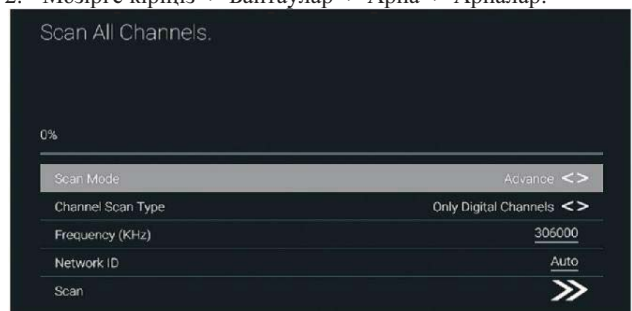 Scan All Channels.
0%
Scan Mode Advance <>
Channel Scan Type Only Digital Channels <>
Frequency (KHz) 306000
Network ID Auto
Scan >>